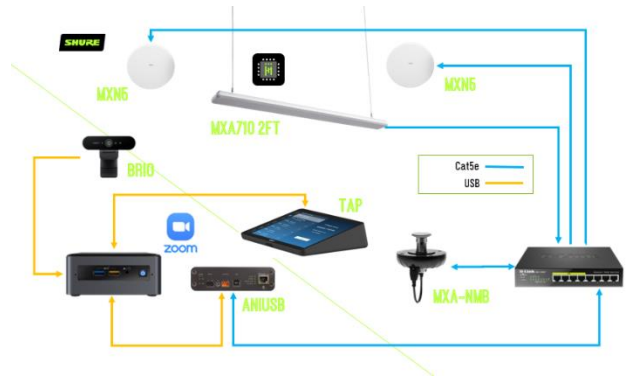 SHURE
MXN5
MXN5
MXA710 2FT
BRIO
Cat5e
USB
TAP
zoom
ANIUSB
MXA-NMB